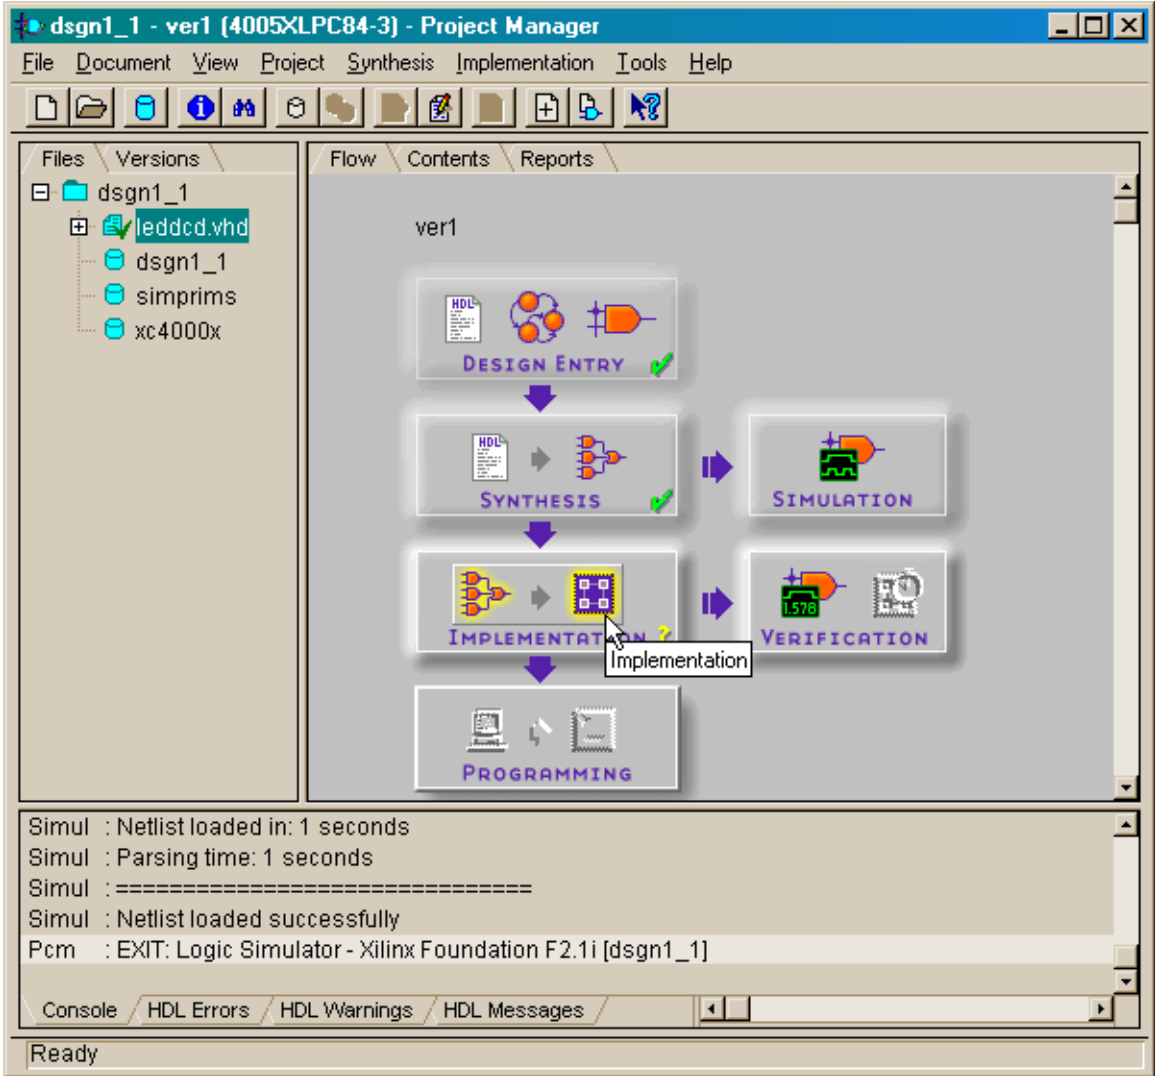 dsgn1_1 - ver1 (4005XLPC84-3) - Project Manager
File Document View Project Synthesis Implementation Tools Help
Files Versions
Flow Contents Reports
dsgn1_1
leddcd.vhd
dsgn1_1
simprims
xc4000x
ver1
HDL
DESIGN ENTRY
HDL
SYNTHESIS
SIMULATION
IMPLEMENTAT ON ?
1.578
VERIFICATION
Implementation
PROGRAMMING
Simul : Netlist loaded in: 1 seconds
Simul : Parsing time: 1 seconds
Simul : ===============================
Simul : Netlist loaded successfully
Pcm : EXIT: Logic Simulator - Xilinx Foundation F2.1i [dsgn1_1]
Console HDL Errors HDL Warnings HDL Messages
Ready